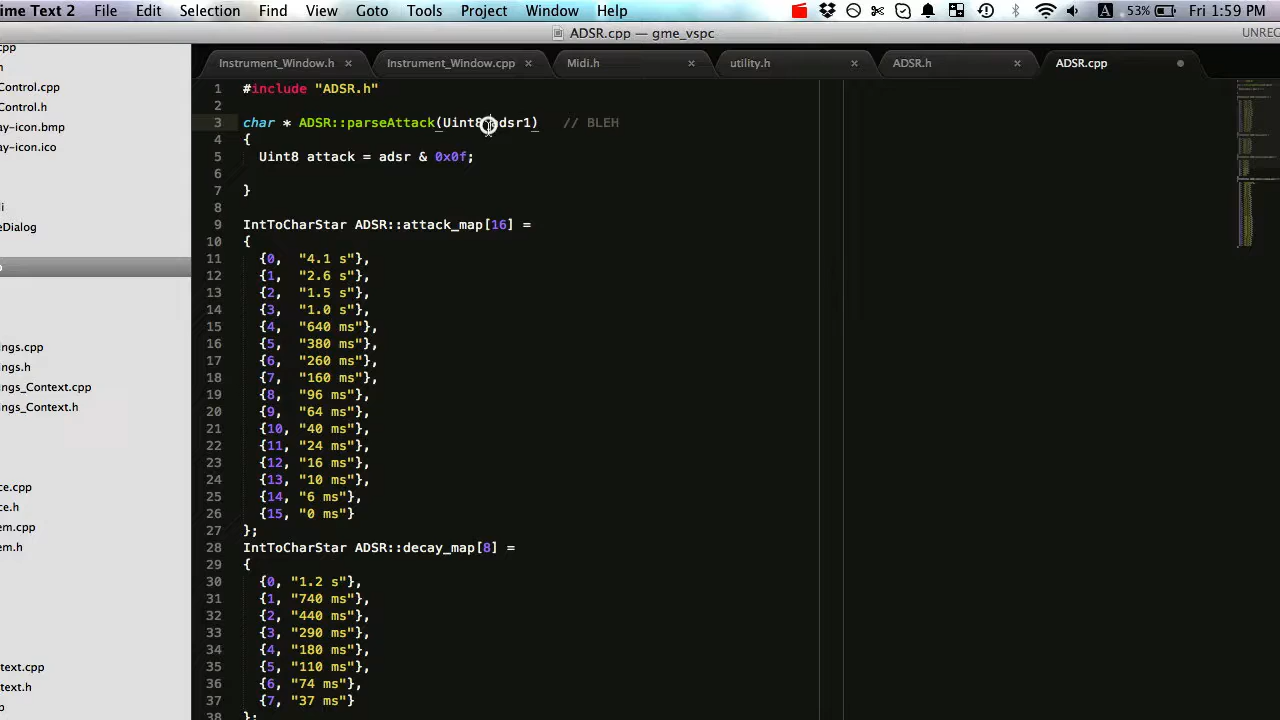 ime Text 2 File Edit Selection Find View Goto Tools Project Window Help A 53% Fri 1:59 PM
ADSR.cpp — gme_vspc UNREC
Instrument_Window.h × Instrument_Window.cpp × Midi.h × utility.h × ADSR.h × ADSR.cpp
cpp
h
Control.cpp
Control.h
ay-icon.bmp
ay-icon.ico
i
eDialog
ings.cpp
ings.h
ngs_Context.cpp
ngs_Context.h
ce.cpp
ce.h
em.cpp
em.h
text.cpp
text.h
1 #include "ADSR.h"
2
3 char * ADSR::parseAttack(Uint8 adsr1) // BLEH
4 {
5 Uint8 attack = adsr & 0x0f;
6
7 }
8
9 IntToCharStar ADSR::attack_map[16] =
10 {
11 {0, "4.1 s"},
12 {1, "2.6 s"},
13 {2, "1.5 s"},
14 {3, "1.0 s"},
15 {4, "640 ms"},
16 {5, "380 ms"},
17 {6, "260 ms"},
18 {7, "160 ms"},
19 {8, "96 ms"},
20 {9, "64 ms"},
21 {10, "40 ms"},
22 {11, "24 ms"},
23 {12, "16 ms"},
24 {13, "10 ms"},
25 {14, "6 ms"},
26 {15, "0 ms"}
27 };
28 IntToCharStar ADSR::decay_map[8] =
29 {
30 {0, "1.2 s"},
31 {1, "740 ms"},
32 {2, "440 ms"},
33 {3, "290 ms"},
34 {4, "180 ms"},
35 {5, "110 ms"},
36 {6, "74 ms"},
37 {7, "37 ms"}
38 };